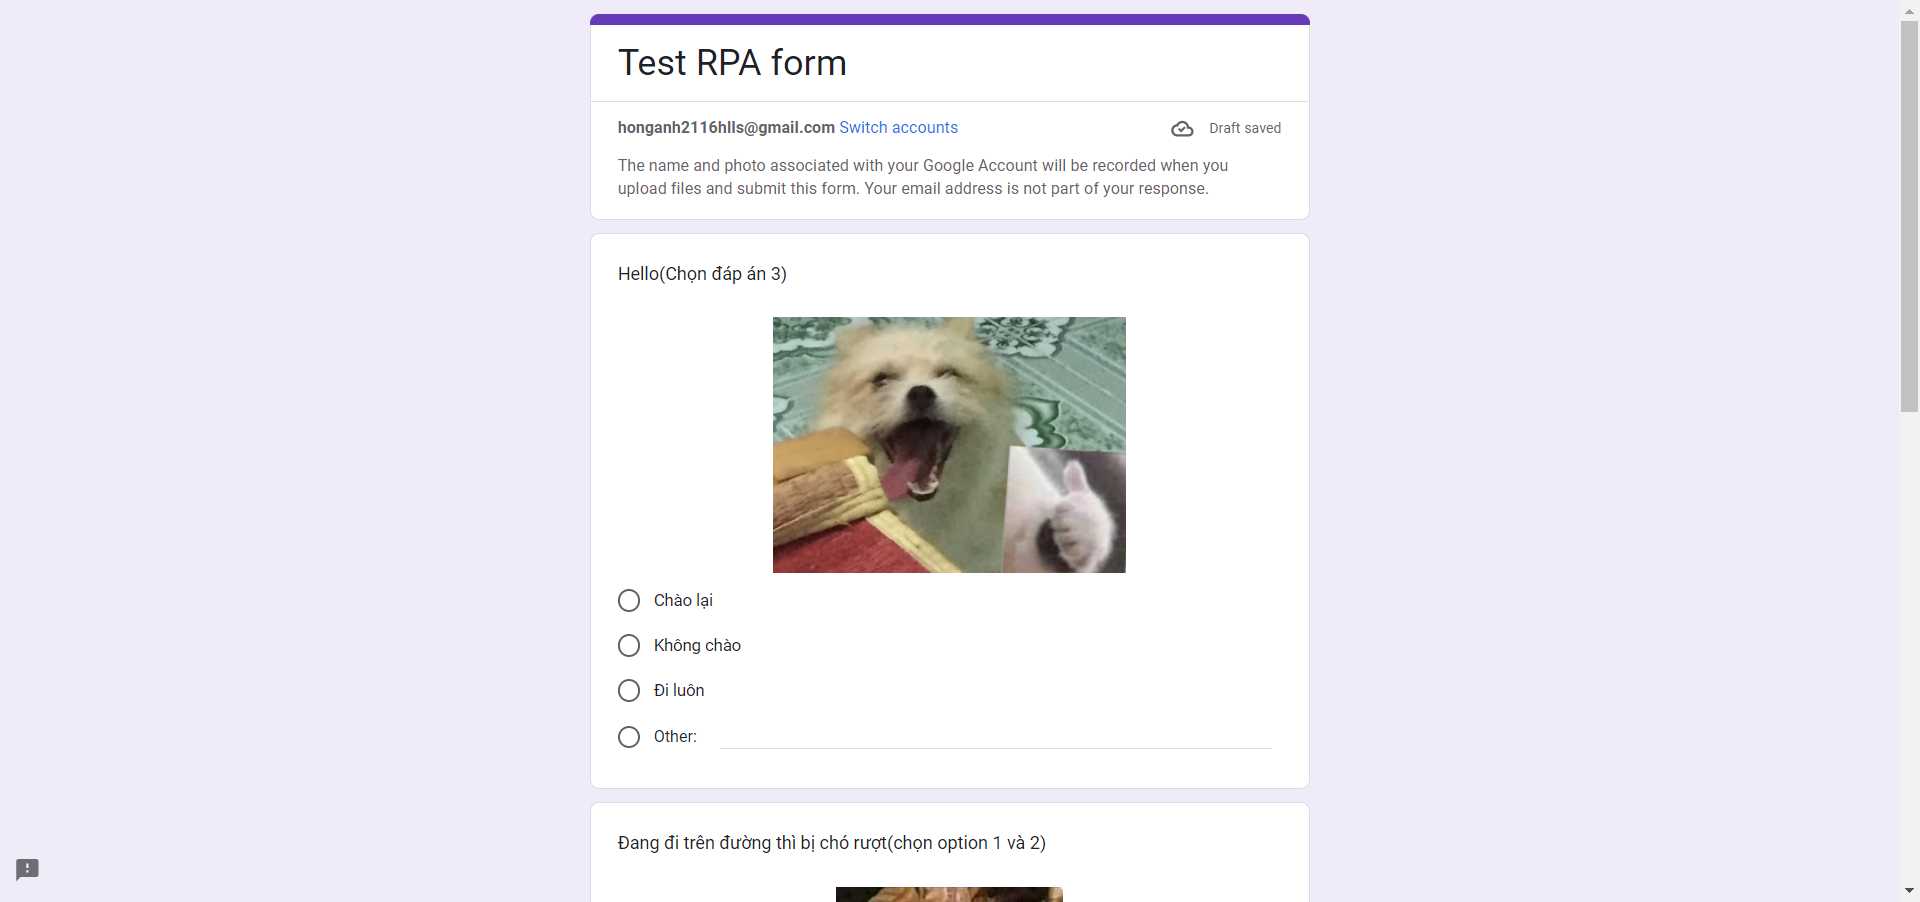 Test RPA form
honganh2116hlls@gmail.com Switch accounts
Draft saved
The name and photo associated with your Google Account will be recorded when you
upload files and submit this form. Your email address is not part of your response.
Hello(Chọn đáp án 3)
Chào lại
Không chào
Đi luôn
Other:
Đang đi trên đường thì bị chó rượt(chọn option 1 và 2)